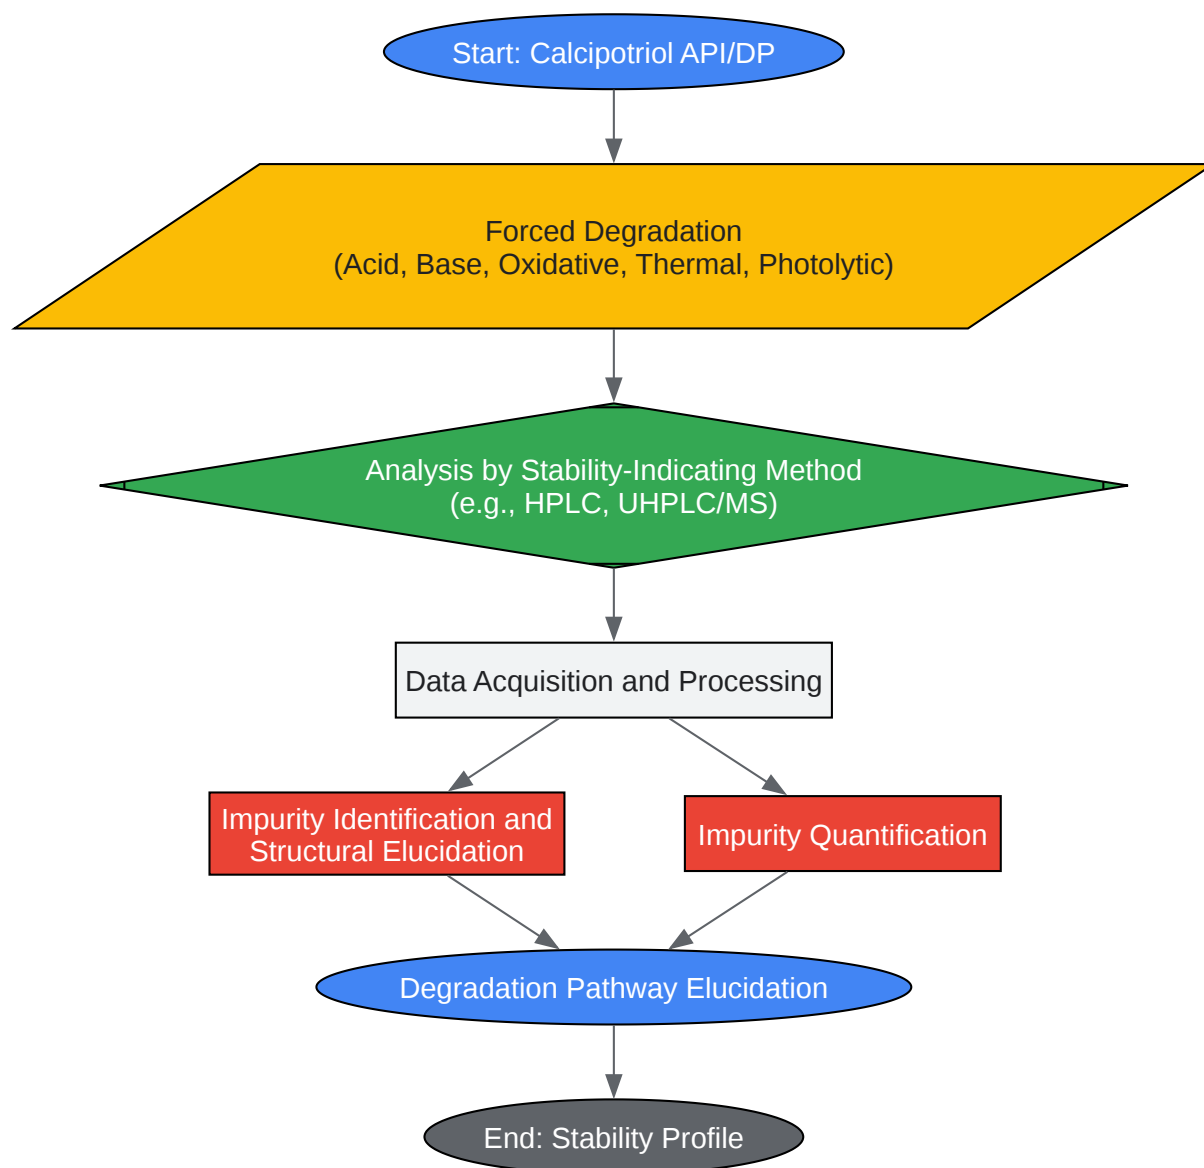 Start: Calcipotriol API/DP
Forced Degradation
(Acid, Base, Oxidative, Thermal, Photolytic)
Analysis by Stability-Indicating Method
(e.g., HPLC, UHPLC/MS)
Data Acquisition and Processing
Impurity Identification and
Structural Elucidation
Impurity Quantification
Degradation Pathway Elucidation
End: Stability Profile